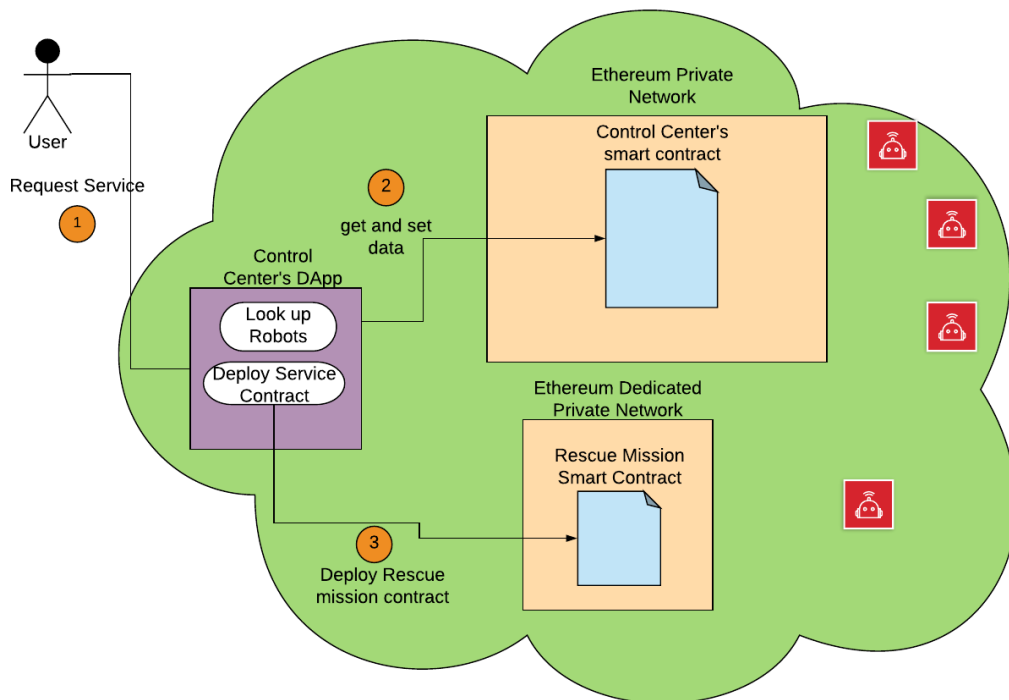 User
Request Service
1
Control
Center's DApp
Look up
Robots
Deploy Service
Contract
2
get and set
data
Ethereum Private
Network
Control Center's
smart contract
Ethereum Dedicated
Private Network
Rescue Mission
Smart Contract
3
Deploy Rescue
mission contract